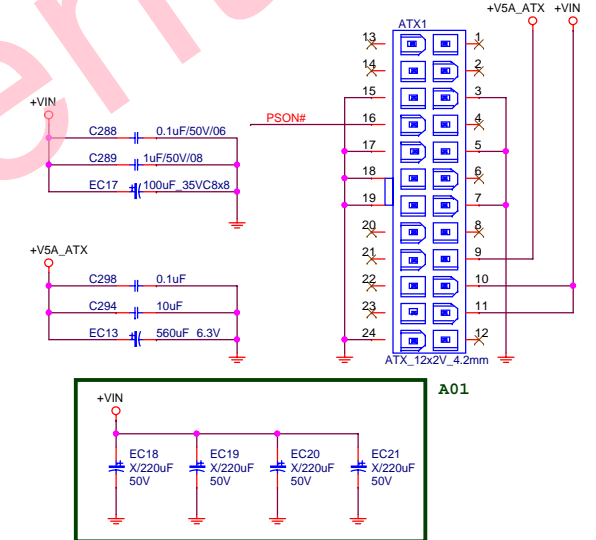 +V5A_ATX +VIN
ATX1
13 1
14 2
15 3
PSON# 16 4
17 5
18 6
19 7
20 8
21 9
22 10
23 11
24 12
ATX_12x2V_4.2mm
+VIN
C288 0.1uF/50V/06
C289 1uF/50V/08
EC17 100uF_35VC8x8
+V5A_ATX
C298 0.1uF
C294 10uF
EC13 560uF 6.3V
A01
+VIN
EC18 EC19 EC20 EC21
X/220uF X/220uF X/220uF X/220uF
50V 50V 50V 50V